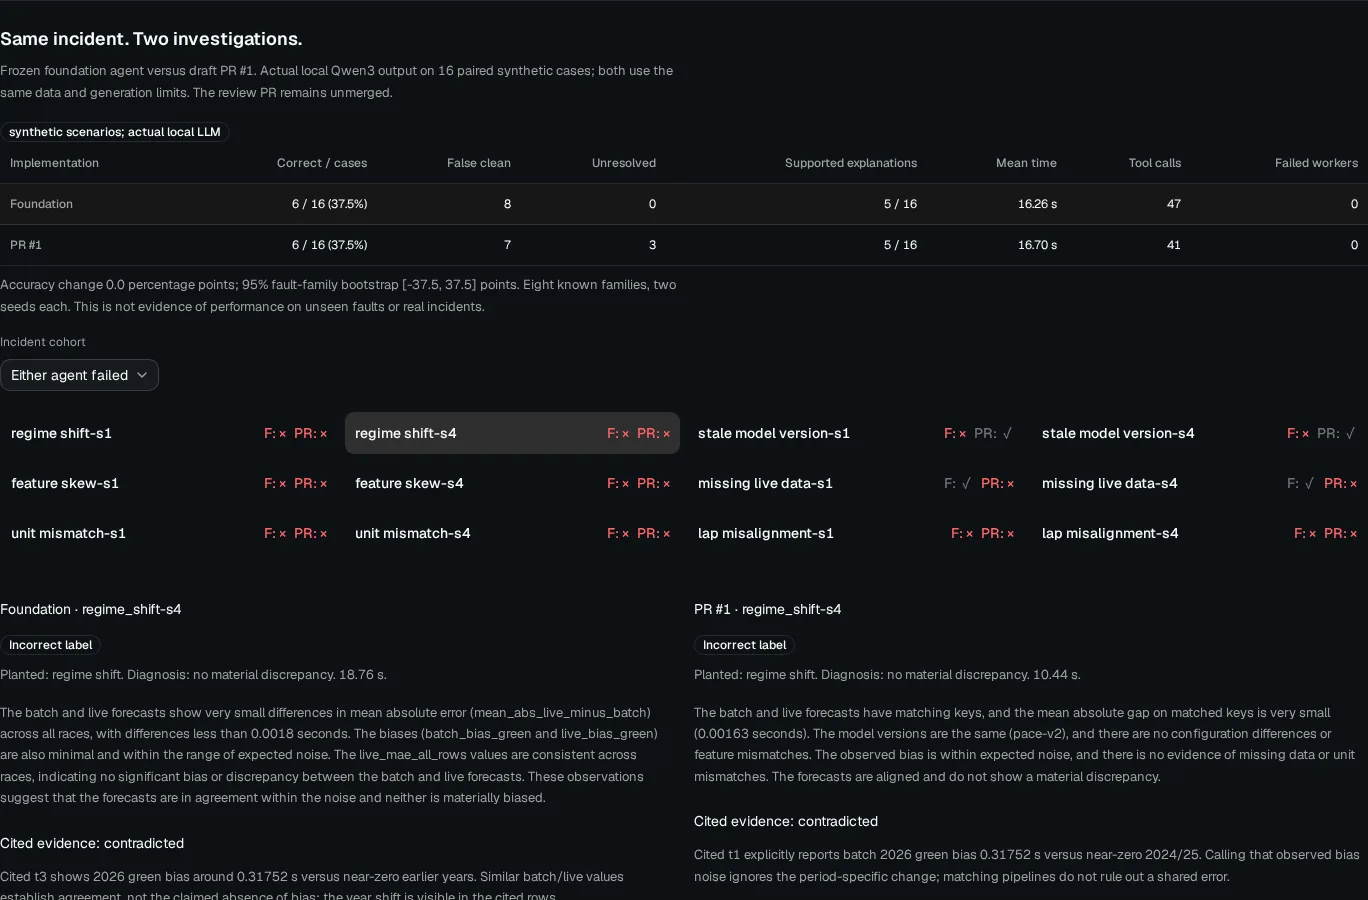 Same incident. Two investigations.
Frozen foundation agent versus draft PR #1. Actual local Qwen3 output on 16 paired synthetic cases; both use the
same data and generation limits. The review PR remains unmerged.
synthetic scenarios; actual local LLM
Implementation Correct / cases False clean Unresolved Supported explanations Mean time Tool calls Failed workers
Foundation 6 / 16 (37.5%) 8 0 5 / 16 16.26 s 47 0
PR #1 6 / 16 (37.5%) 7 3 5 / 16 16.70 s 41 0
Accuracy change 0.0 percentage points; 95% fault-family bootstrap [-37.5, 37.5] points. Eight known families, two
seeds each. This is not evidence of performance on unseen faults or real incidents.
Incident cohort
Either agent failed
regime shift-s1 F: × PR: × regime shift-s4 F: × PR: × stale model version-s1 F: × PR: √ stale model version-s4 F: × PR: √
feature skew-s1 F: × PR: × feature skew-s4 F: × PR: × missing live data-s1 F: √ PR: × missing live data-s4 F: √ PR: ×
unit mismatch-s1 F: × PR: × unit mismatch-s4 F: × PR: × lap misalignment-s1 F: × PR: × lap misalignment-s4 F: × PR: ×
Foundation · regime_shift-s4
Incorrect label
Planted: regime shift. Diagnosis: no material discrepancy. 18.76 s.
The batch and live forecasts show very small differences in mean absolute error (mean_abs_live_minus_batch)
across all races, with differences less than 0.0018 seconds. The biases (batch_bias_green and live_bias_green)
are also minimal and within the range of expected noise. The live_mae_all_rows values are consistent across
races, indicating no significant bias or discrepancy between the batch and live forecasts. These observations
suggest that the forecasts are in agreement within the noise and neither is materially biased.
Cited evidence: contradicted
Cited t3 shows 2026 green bias around 0.31752 s versus near-zero earlier years. Similar batch/live values
establish agreement, not the claimed absence of bias; the year shift is visible in the cited rows.
PR #1 · regime_shift-s4
Incorrect label
Planted: regime shift. Diagnosis: no material discrepancy. 10.44 s.
The batch and live forecasts have matching keys, and the mean absolute gap on matched keys is very small
(0.00163 seconds). The model versions are the same (pace-v2), and there are no configuration differences or
feature mismatches. The observed bias is within expected noise, and there is no evidence of missing data or unit
mismatches. The forecasts are aligned and do not show a material discrepancy.
Cited evidence: contradicted
Cited t1 explicitly reports batch 2026 green bias 0.31752 s versus near-zero 2024/25. Calling that observed bias
noise ignores the period-specific change; matching pipelines do not rule out a shared error.